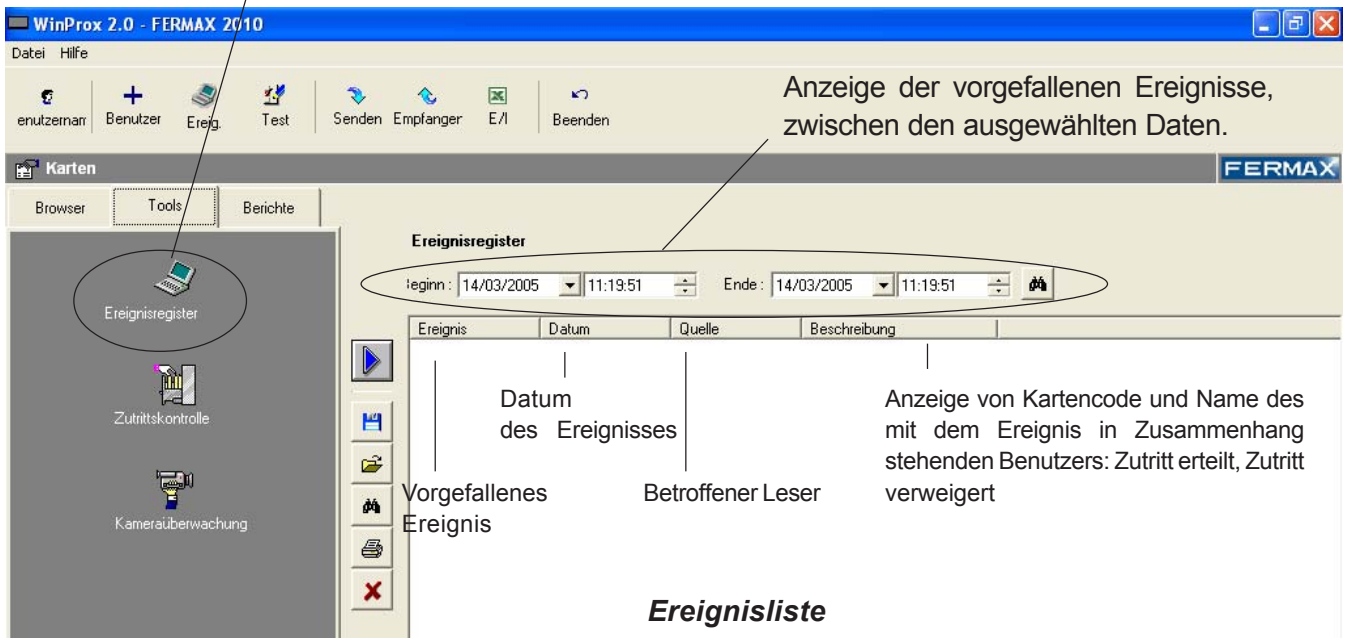 WinProx 2.0 - FERMAX 2010
Datei Hilfe
enutzernam Benutzer Ereig. Test Senden Empfanger E/I Beenden
Anzeige der vorgefallenen Ereignisse,
zwischen den ausgewählten Daten.
Karten
FERMAX
Browser Tools Berichte
Ereignisregister
Beginn : 14/03/2005 11:19:51 Ende : 14/03/2005 11:19:51
Ereignisregister
Ereignis Datum Quelle Beschreibung
Zutrittskontrolle
Kameraüberwachung
Datum
des Ereignisses
Anzeige von Kartencode und Name des
mit dem Ereignis in Zusammenhang
stehenden Benutzers: Zutritt erteilt, Zutritt
verweigert
Vorgefallenes
Ereignis
Betroffener Leser
Ereignisliste